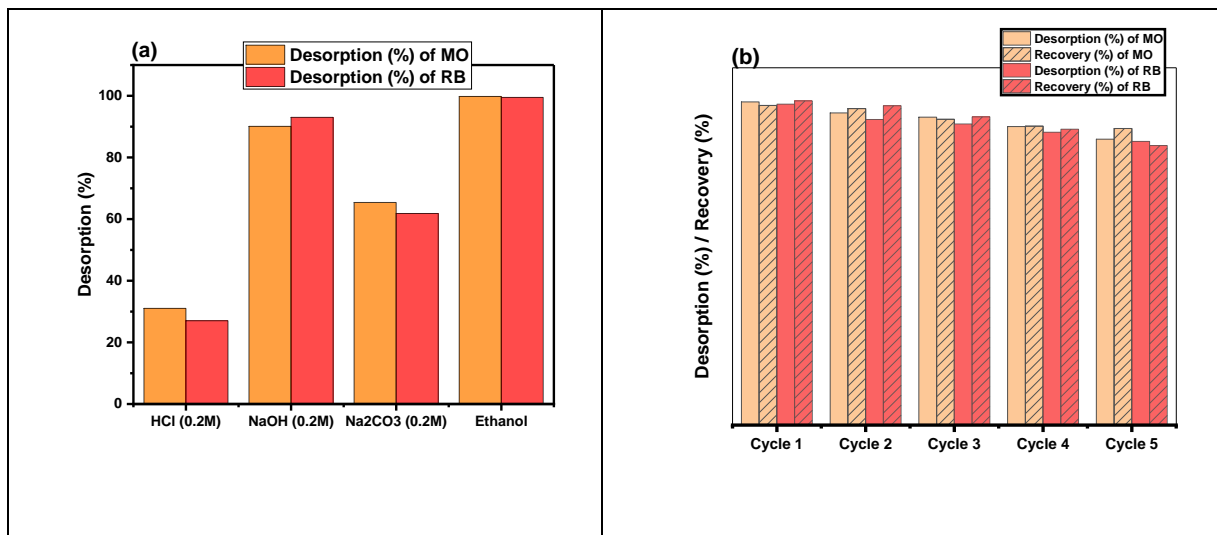 (a)
Desorption (%) of MO
Desorption (%) of RB
Desorption (%)
100
80
60
40
20
0
HCl (0.2M) NaOH (0.2M) Na2CO3 (0.2M) Ethanol
(b)
Desorption (%) of MO
Recovery (%) of MO
Desorption (%) of RB
Recovery (%) of RB
Desorption (%) / Recovery (%)
Cycle 1 Cycle 2 Cycle 3 Cycle 4 Cycle 5